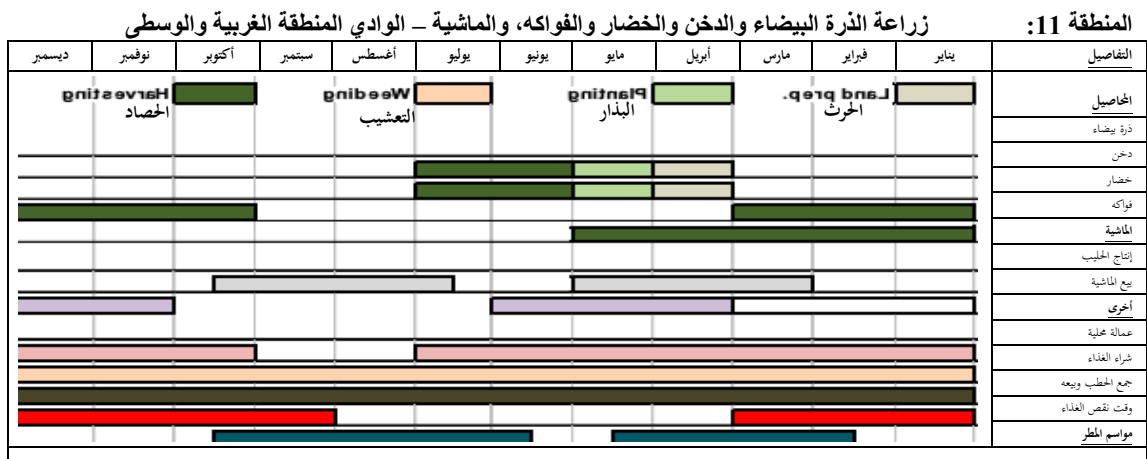 المنطقة 11: زراعة الذرة البيضاء والدخن والخضار والفواكه، والماشية – الوادي المنطقة الغربية والوسطى
التفاصيل يناير فبراير مارس أبريل مايو يونيو يوليو أغسطس سبتمبر أكتوبر نوفمبر ديسمبر
المحاصيل Land prep. Planting Weeding Harvesting
الحرث البذار التعشيب الحصاد
ذرة بيضاء
دخن
خضار
فواكه
الماشية
إنتاج الحليب
بيع الماشية
أخرى
عمالة محلية
شراء الغذاء
جمع الحطب وبيعه
وقت نقص الغذاء
مواسم المطر